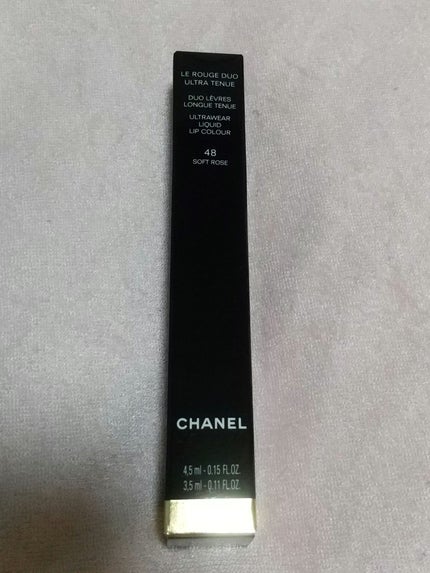 LE ROUGE DUO
ULTRA TENUE
DUO LÈVRES
LONGUE TENUE
ULTRAWEAR
LIQUID
LIP COLOUR
48
SOFT ROSE
CHANEL
4,5 ml - 0.15 FL.OZ.
3,5 ml - 0.11 FL.OZ.